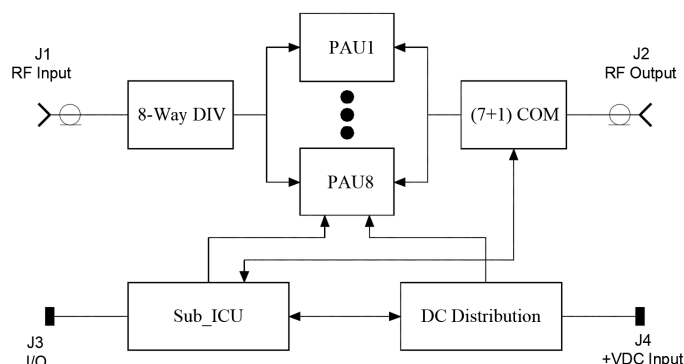 J1
RF Input
PAU1
J2
RF Output
8-Way DIV
(7+1) COM
PAU8
Sub_ICU
DC Distribution
J3
I/O
J4
+VDC Input